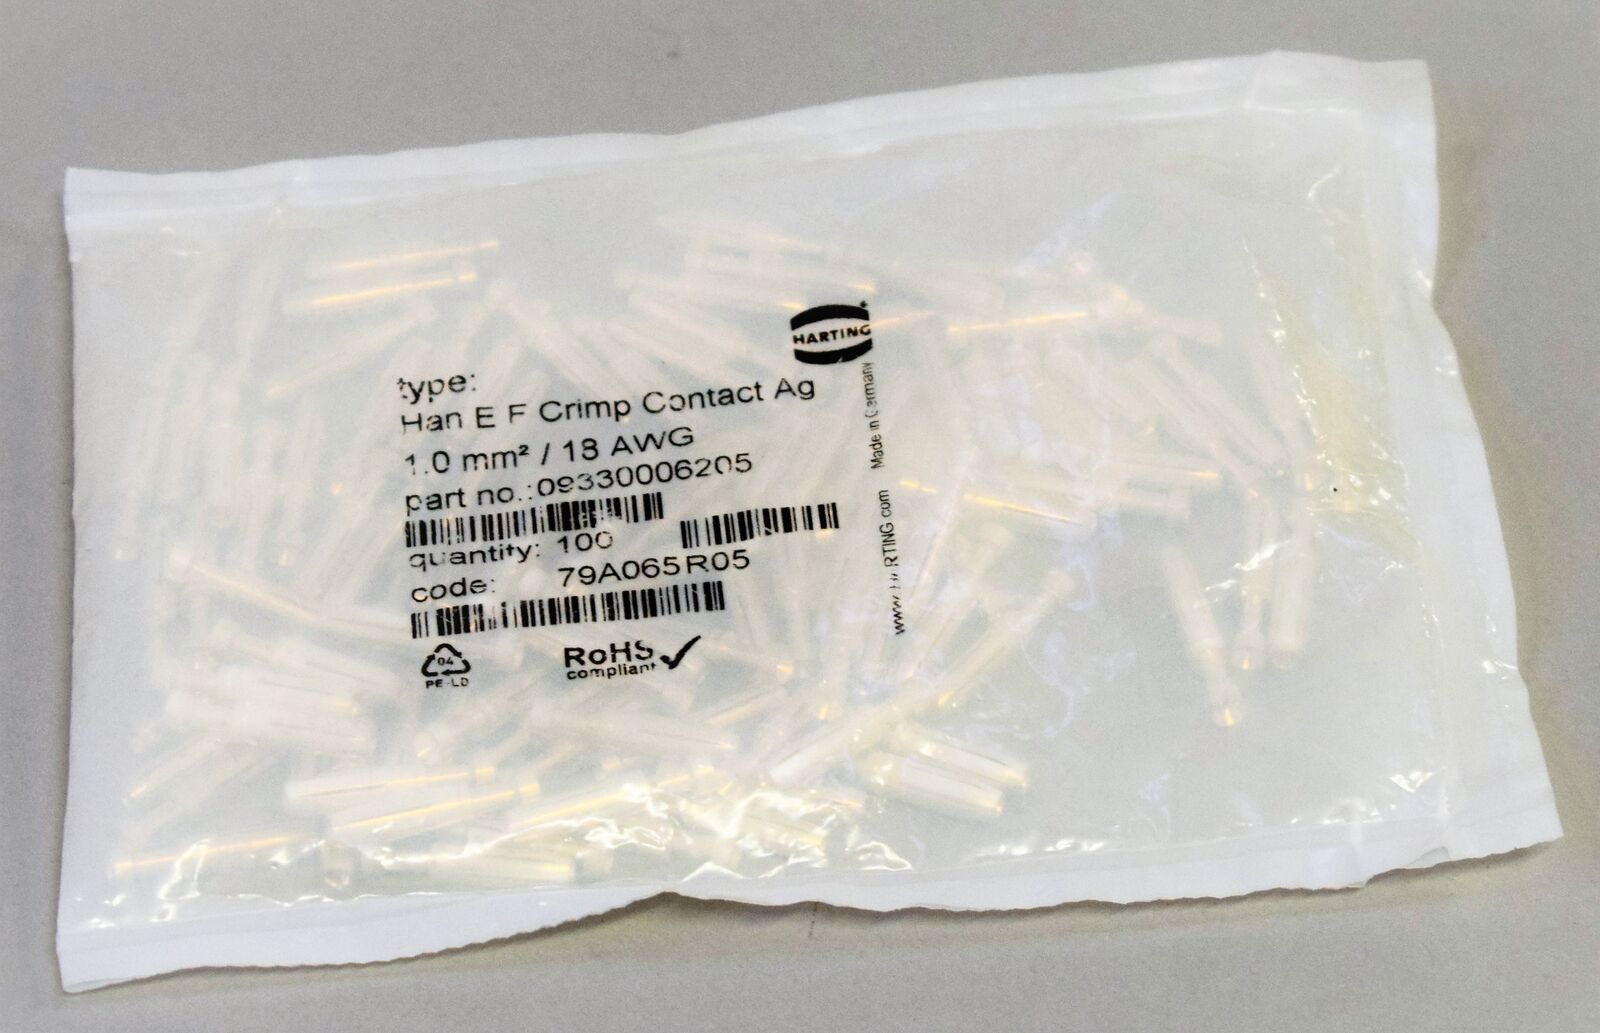 HARTING
type:
Han E F Crimp Contact Ag
1.0 mm² / 18 AWG
part no.:09330006205
quantity: 100
code: 79A065R05
04
PE-LD
RoHS
compliant
www.HARTING.com Made in Germany